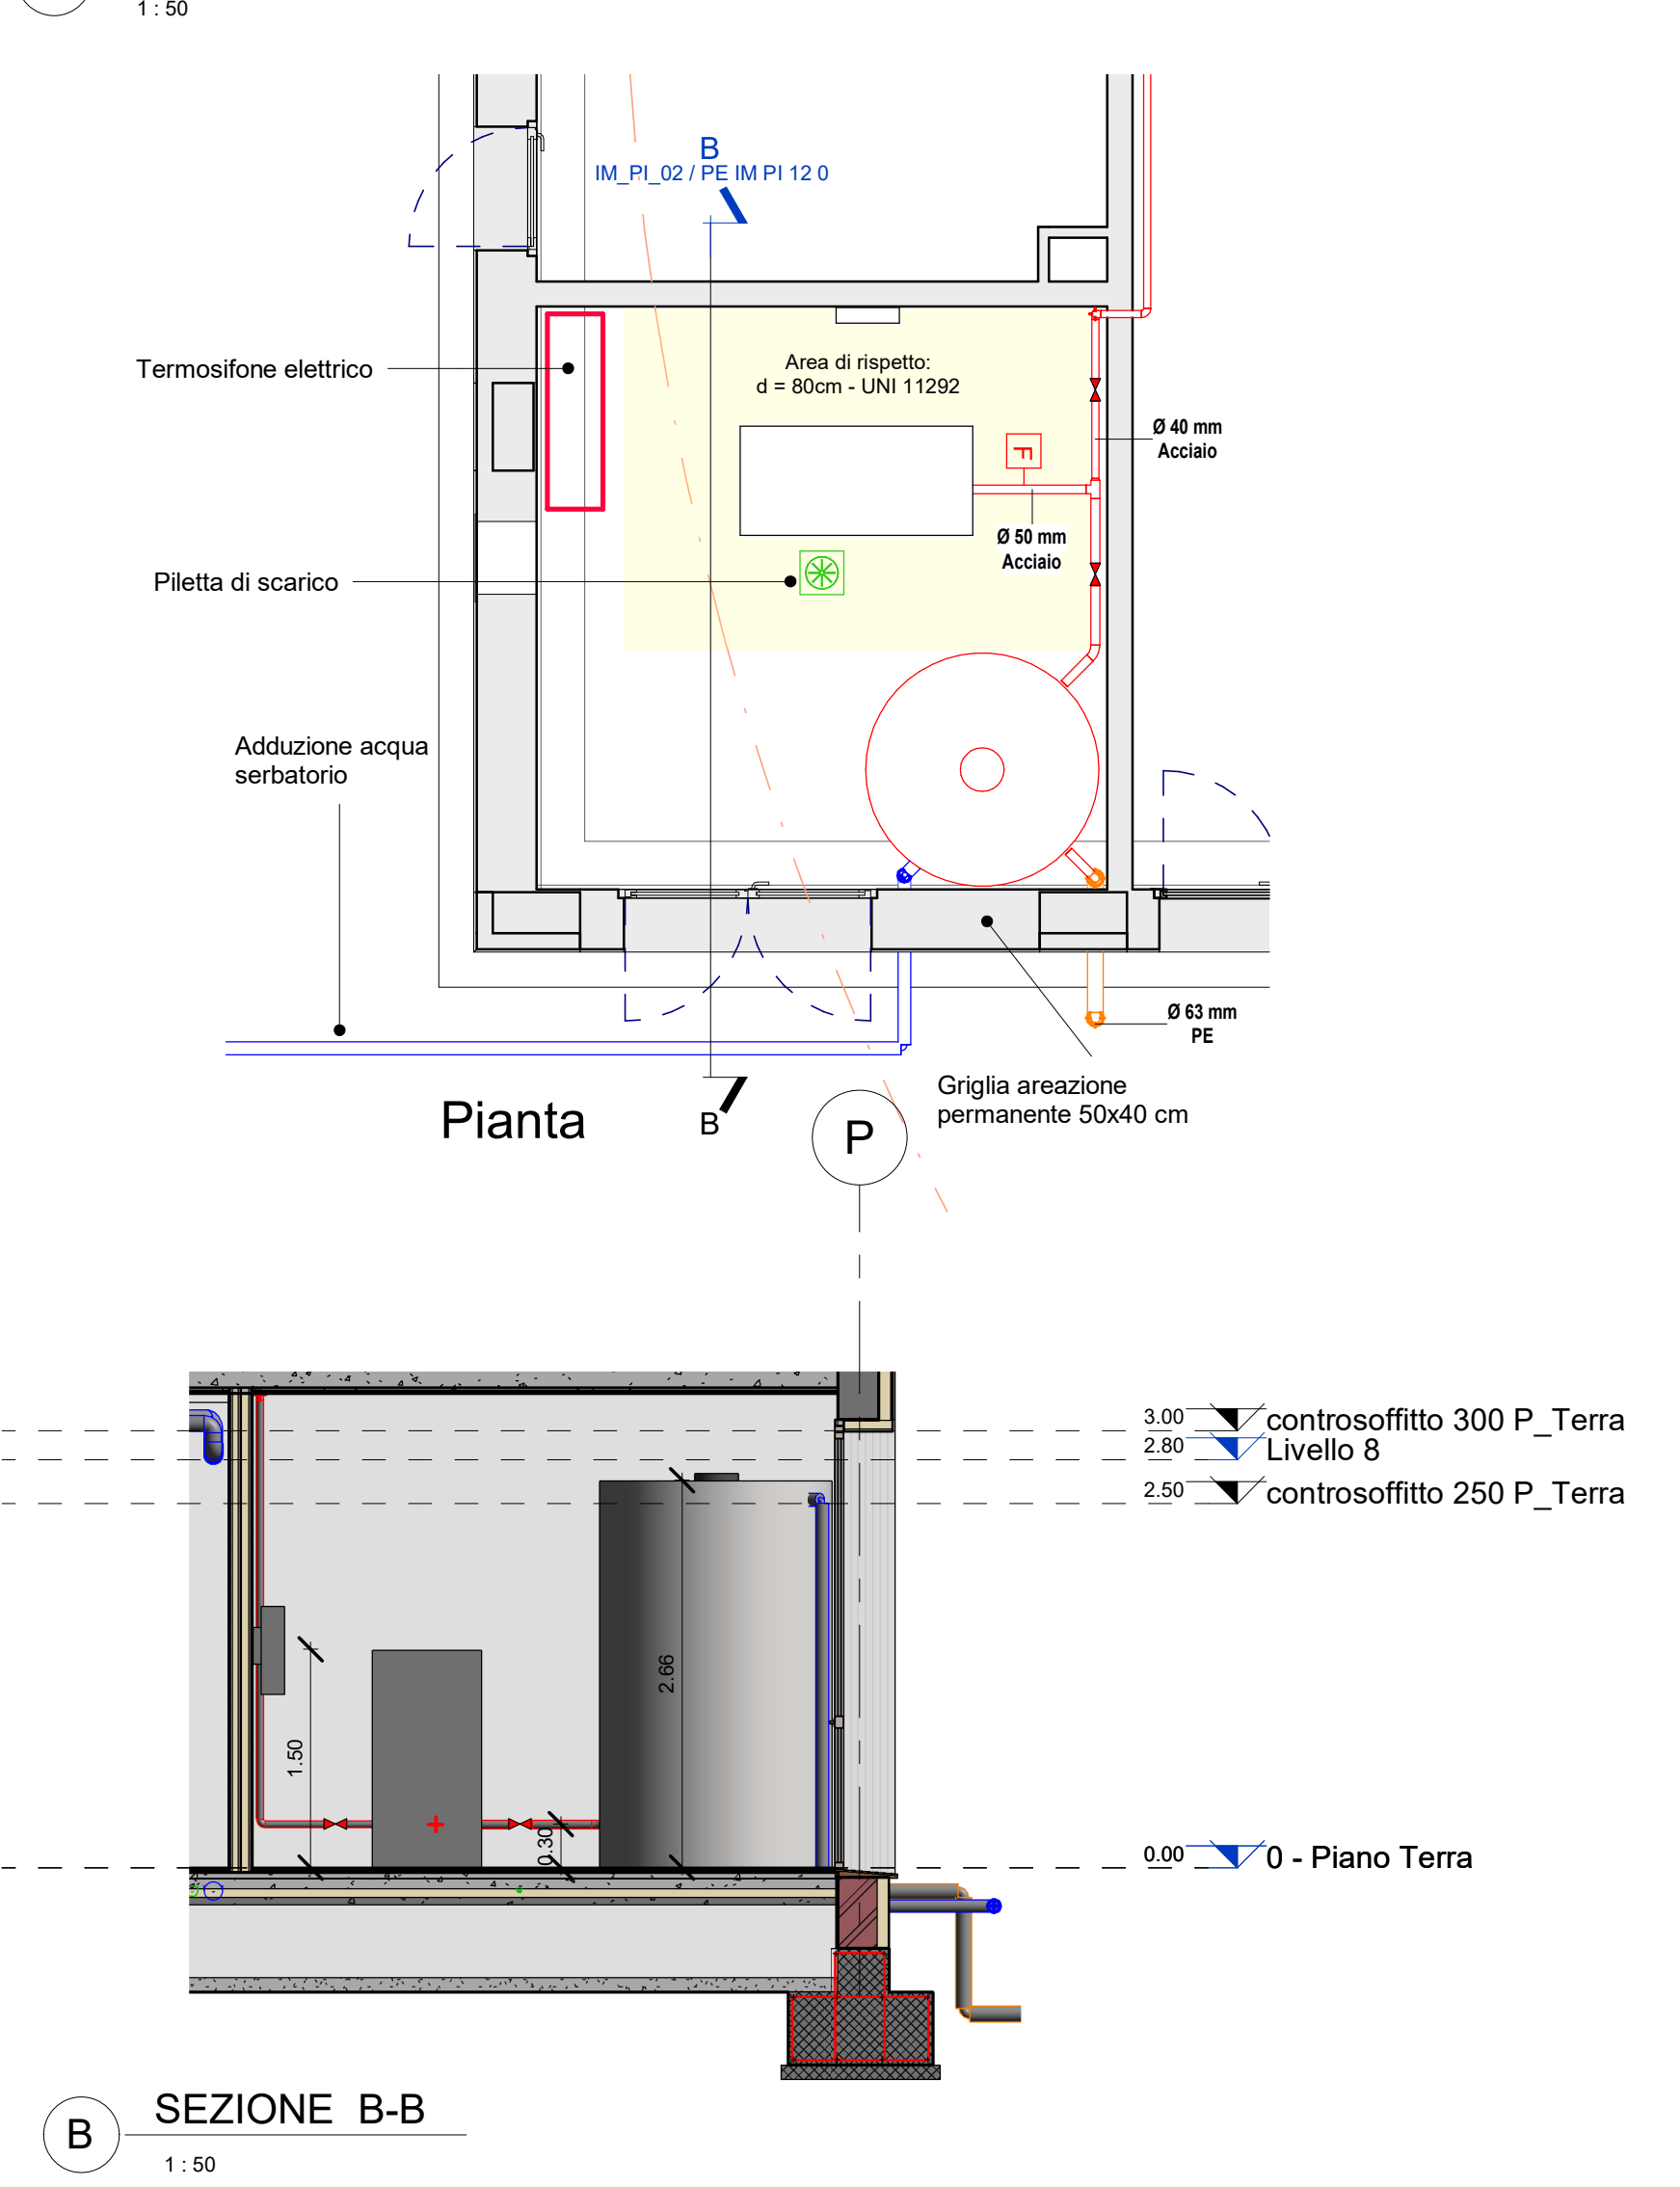 1 : 50
B
IM_PI_02 / PE IM PI 12 0
Area di rispetto:
d = 80cm - UNI 11292
Termosifone elettrico
Ø 40 mm
Acciaio
F
Ø 50 mm
Acciaio
Piletta di scarico
Adduzione acqua
serbatorio
Ø 63 mm
PE
Griglia areazione
permanente 50x40 cm
Pianta
B
P
3.00 controsoffitto 300 P_Terra
2.80 Livello 8
2.50 controsoffitto 250 P_Terra
2.66
1.50
0.30
0.00 0 - Piano Terra
B SEZIONE B-B
1 : 50